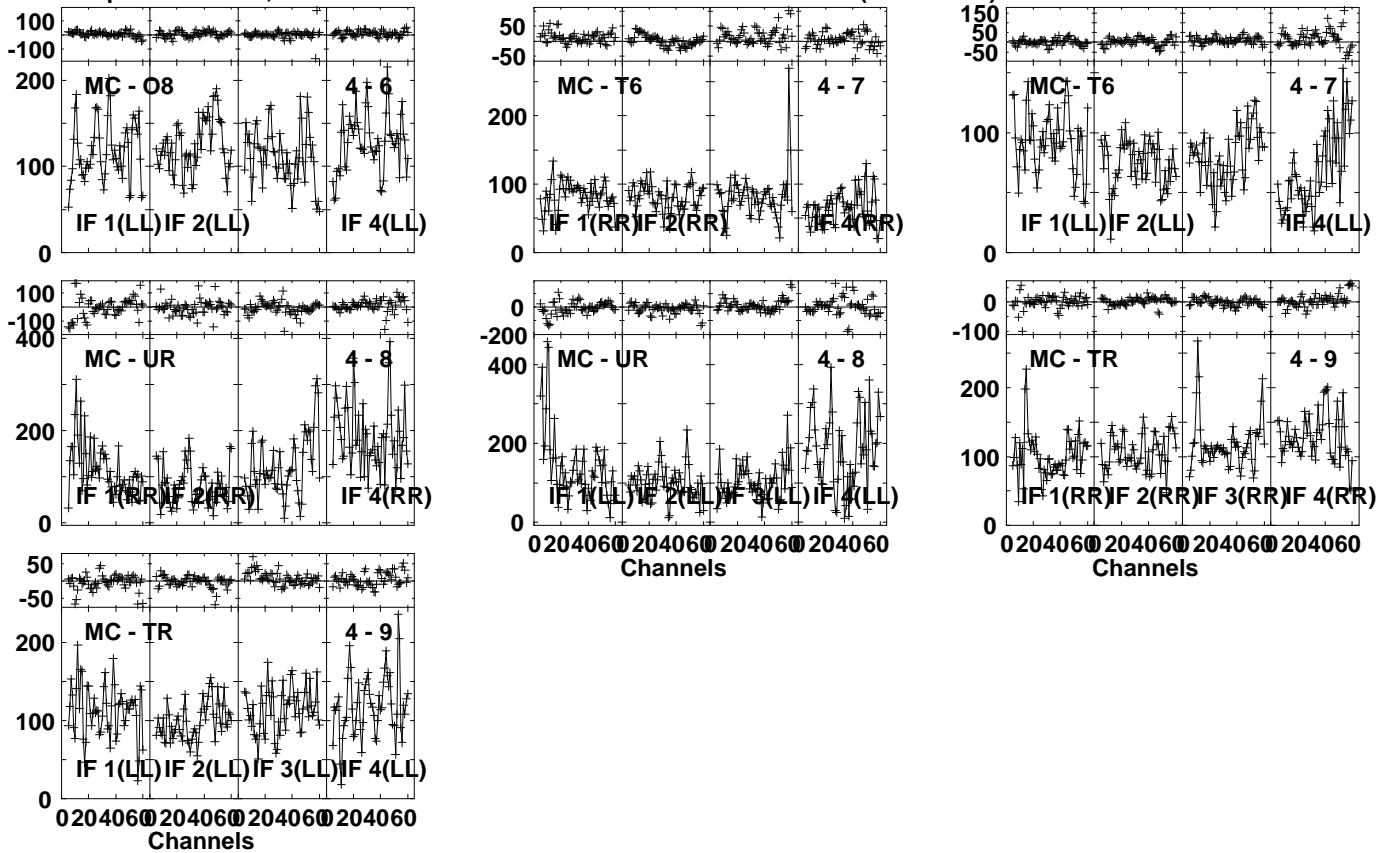 100
-100
200
100
0
MC - O8
4 - 6
IF 1(LL)
IF 2(LL)
IF 4(LL)
50
-50
200
100
0
MC - T6
4 - 7
IF 1(RR)
IF 2(RR)
IF 4(RR)
150
50
-50
100
0
MC - T6
4 - 7
IF 1(LL)
IF 2(LL)
IF 4(LL)
100
-100
400
200
0
MC - UR
4 - 8
IF 1(RR)
IF 2(RR)
IF 4(RR)
0
-200
400
200
0
MC - UR
4 - 8
IF 1(LL)
IF 2(LL)
IF 3(LL)
IF 4(LL)
0 20 40 60 0 20 40 60 0 20 40 60 0 20 40 60
Channels
0
-100
200
100
0
MC - TR
4 - 9
IF 1(RR)
IF 2(RR)
IF 3(RR)
IF 4(RR)
0 20 40 60 0 20 40 60 0 20 40 60 0 20 40 60
Channels
50
-50
200
100
0
MC - TR
4 - 9
IF 1(LL)
IF 2(LL)
IF 3(LL)
IF 4(LL)
0 20 40 60 0 20 40 60 0 20 40 60 0 20 40 60
Channels